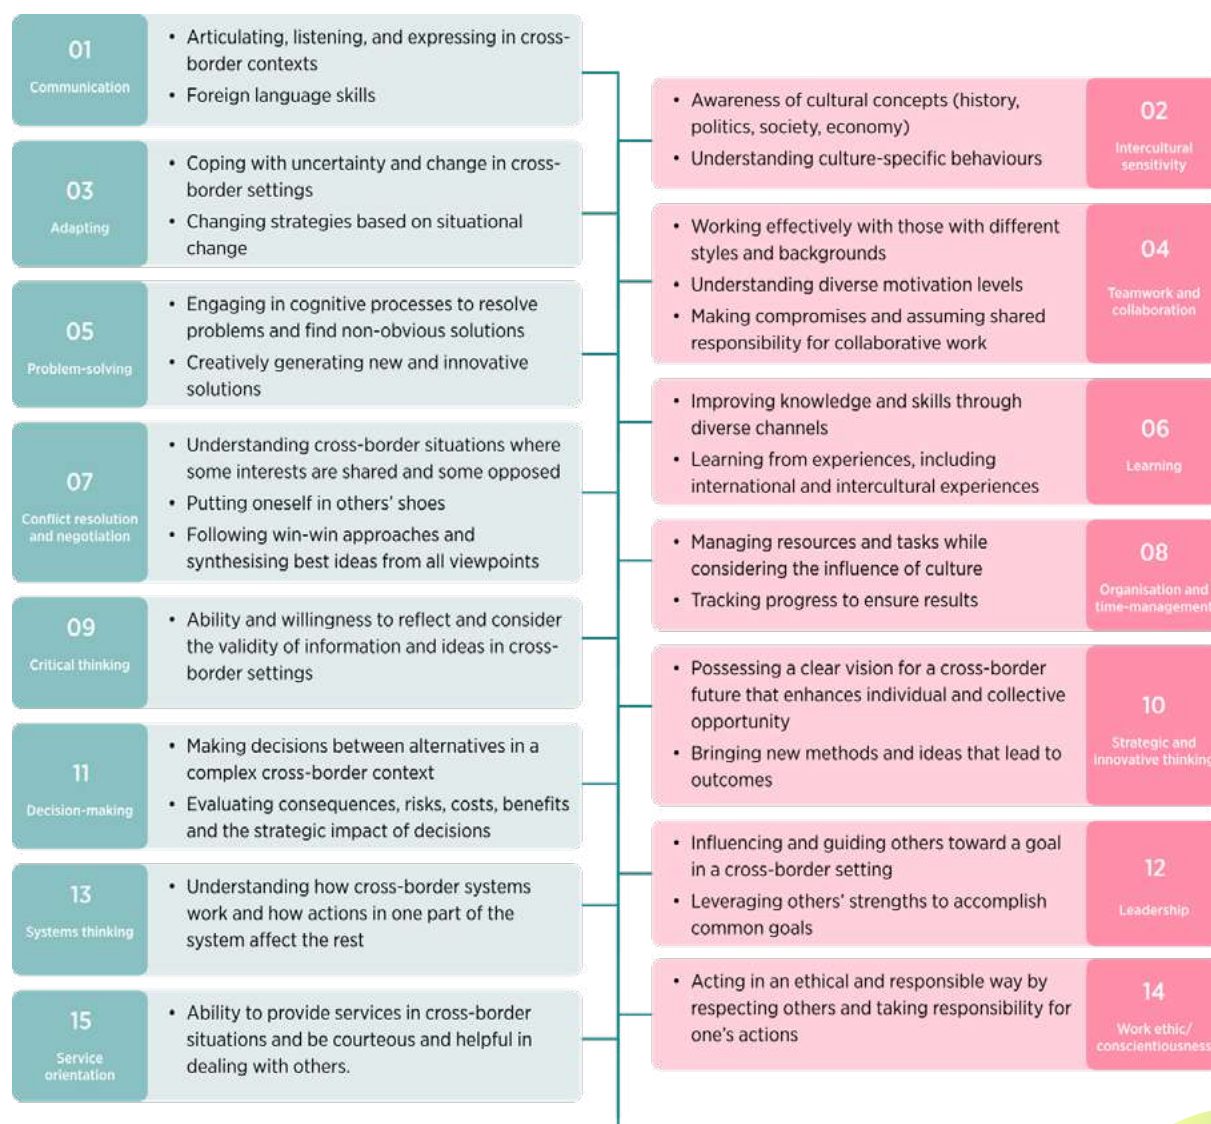 01
Communication
• Articulating, listening, and expressing in cross-
border contexts
• Foreign language skills
02
Intercultural
sensitivity
• Awareness of cultural concepts (history,
politics, society, economy)
• Understanding culture-specific behaviours
03
Adapting
• Coping with uncertainty and change in cross-
border settings
• Changing strategies based on situational
change
04
Teamwork and
collaboration
• Working effectively with those with different
styles and backgrounds
• Understanding diverse motivation levels
• Making compromises and assuming shared
responsibility for collaborative work
05
Problem-solving
• Engaging in cognitive processes to resolve
problems and find non-obvious solutions
• Creatively generating new and innovative
solutions
06
Learning
• Improving knowledge and skills through
diverse channels
• Learning from experiences, including
international and intercultural experiences
07
Conflict resolution
and negotiation
• Understanding cross-border situations where
some interests are shared and some opposed
• Putting oneself in others’ shoes
• Following win-win approaches and
synthesising best ideas from all viewpoints
08
Organisation and
time-management
• Managing resources and tasks while
considering the influence of culture
• Tracking progress to ensure results
09
Critical thinking
• Ability and willingness to reflect and consider
the validity of information and ideas in cross-
border settings
10
Strategic and
innovative thinking
• Possessing a clear vision for a cross-border
future that enhances individual and collective
opportunity
• Bringing new methods and ideas that lead to
outcomes
11
Decision-making
• Making decisions between alternatives in a
complex cross-border context
• Evaluating consequences, risks, costs, benefits
and the strategic impact of decisions
12
Leadership
• Influencing and guiding others toward a goal
in a cross-border setting
• Leveraging others’ strengths to accomplish
common goals
13
Systems thinking
• Understanding how cross-border systems
work and how actions in one part of the
system affect the rest
14
Work ethic/
conscientiousness
• Acting in an ethical and responsible way by
respecting others and taking responsibility for
one’s actions
15
Service
orientation
• Ability to provide services in cross-border
situations and be courteous and helpful in
dealing with others.